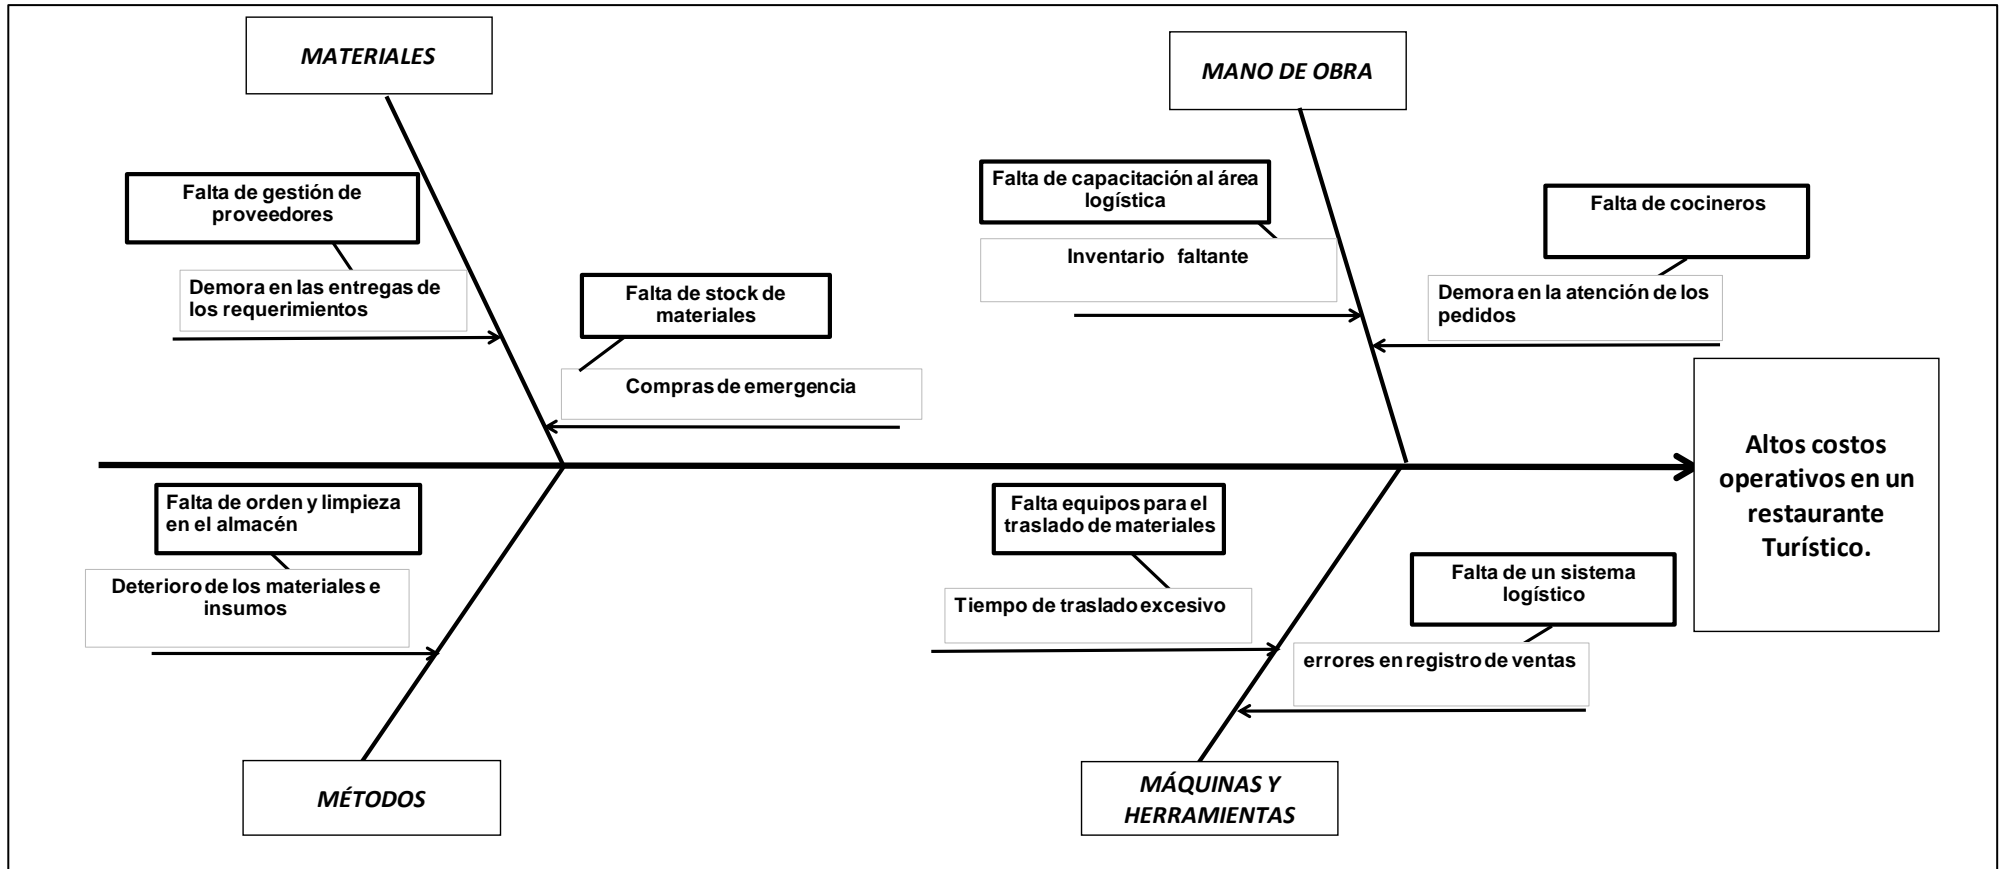 MATERIALES
MANO DE OBRA
Falta de gestión de
proveedores
Demora en las entregas de
los requerimientos
Falta de stock de
materiales
Compras de emergencia
Falta de capacitación al área
logística
Inventario faltante
Falta de cocineros
Demora en la atención de los
pedidos
Altos costos
operativos en un
restaurante
Turístico.
Falta de orden y limpieza
en el almacén
Deterioro de los materiales e
insumos
Falta equipos para el
traslado de materiales
Tiempo de traslado excesivo
Falta de un sistema
logístico
errores en registro de ventas
MÉTODOS
MÁQUINAS Y
HERRAMIENTAS